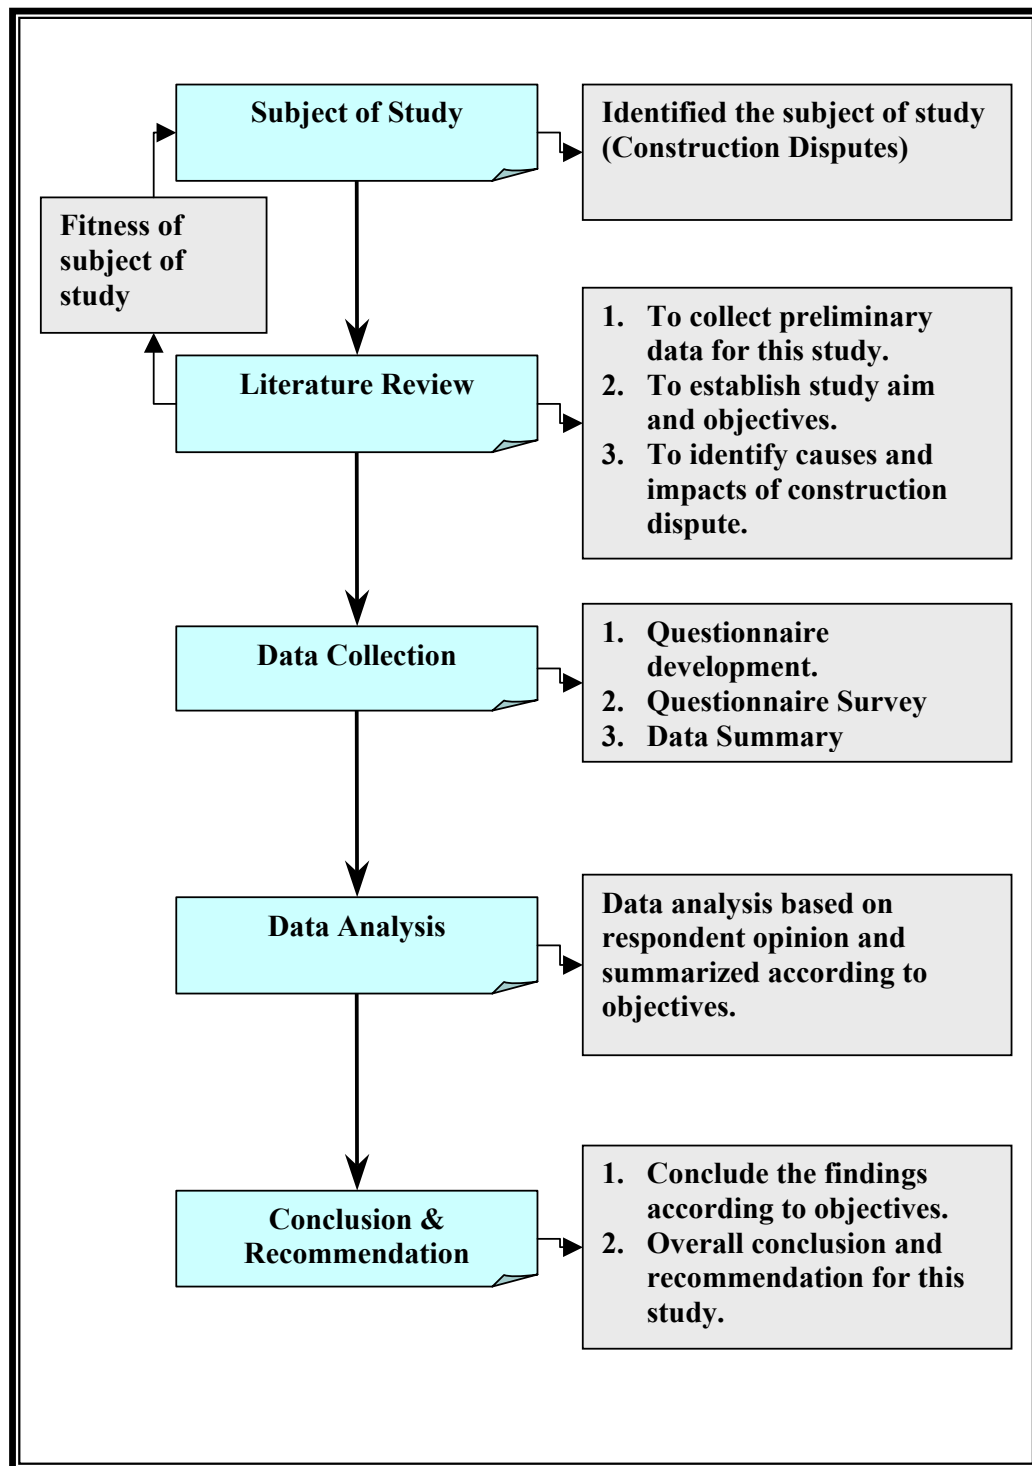 Subject of Study
Identified the subject of study
(Construction Disputes)
Fitness of
subject of
study
Literature Review
1. To collect preliminary
data for this study.
2. To establish study aim
and objectives.
3. To identify causes and
impacts of construction
dispute.
Data Collection
1. Questionnaire
development.
2. Questionnaire Survey
3. Data Summary
Data Analysis
Data analysis based on
respondent opinion and
summarized according to
objectives.
Conclusion &
Recommendation
1. Conclude the findings
according to objectives.
2. Overall conclusion and
recommendation for this
study.